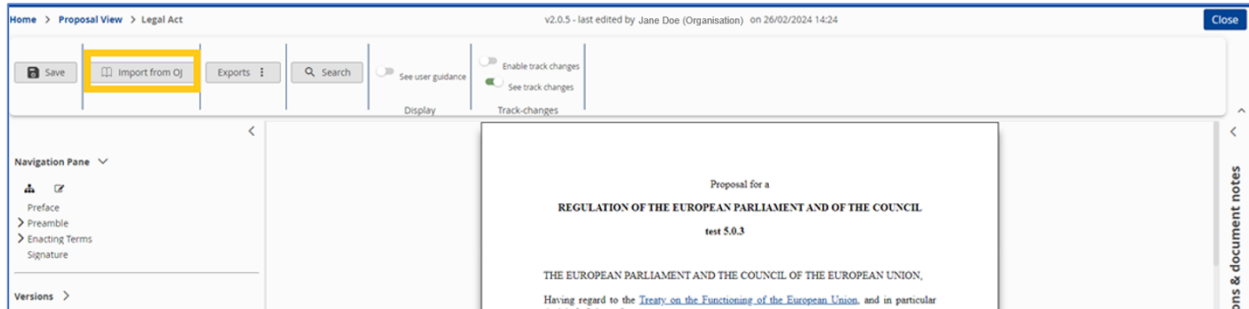 Home > Proposal View > Legal Act
v2.0.5 - last edited by Jane Doe (Organisation) on 26/02/2024 14:24
Close
Save
Import from OJ
Exports
Search
See user guidance
Display
Enable track changes
See track changes
Track-changes
Navigation Pane
Preface
Preamble
Enacting Terms
Signature
Versions
Proposal for a
REGULATION OF THE EUROPEAN PARLIAMENT AND OF THE COUNCIL
test 5.0.3
THE EUROPEAN PARLIAMENT AND THE COUNCIL OF THE EUROPEAN UNION,
Having regard to the Treaty on the Functioning of the European Union, and in particular
& document notes